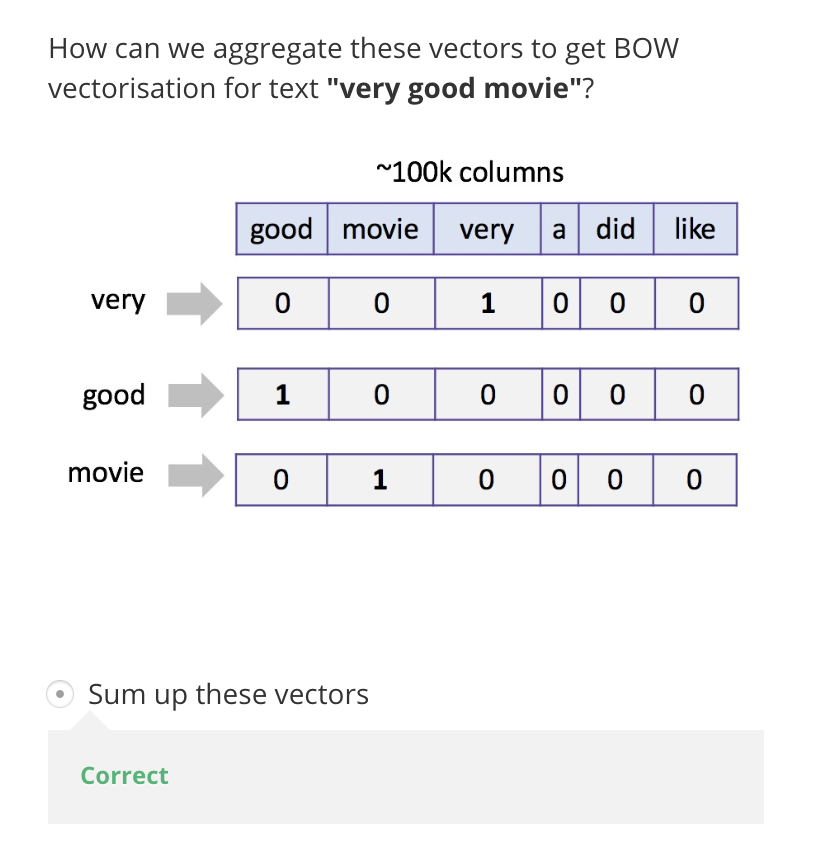 How can we aggregate these vectors to get BOW
vectorisation for text "very good movie"?
~100k columns
good movie very a did like
very 0 0 1 0 0 0
good 1 0 0 0 0 0
movie 0 1 0 0 0 0
Sum up these vectors
Correct